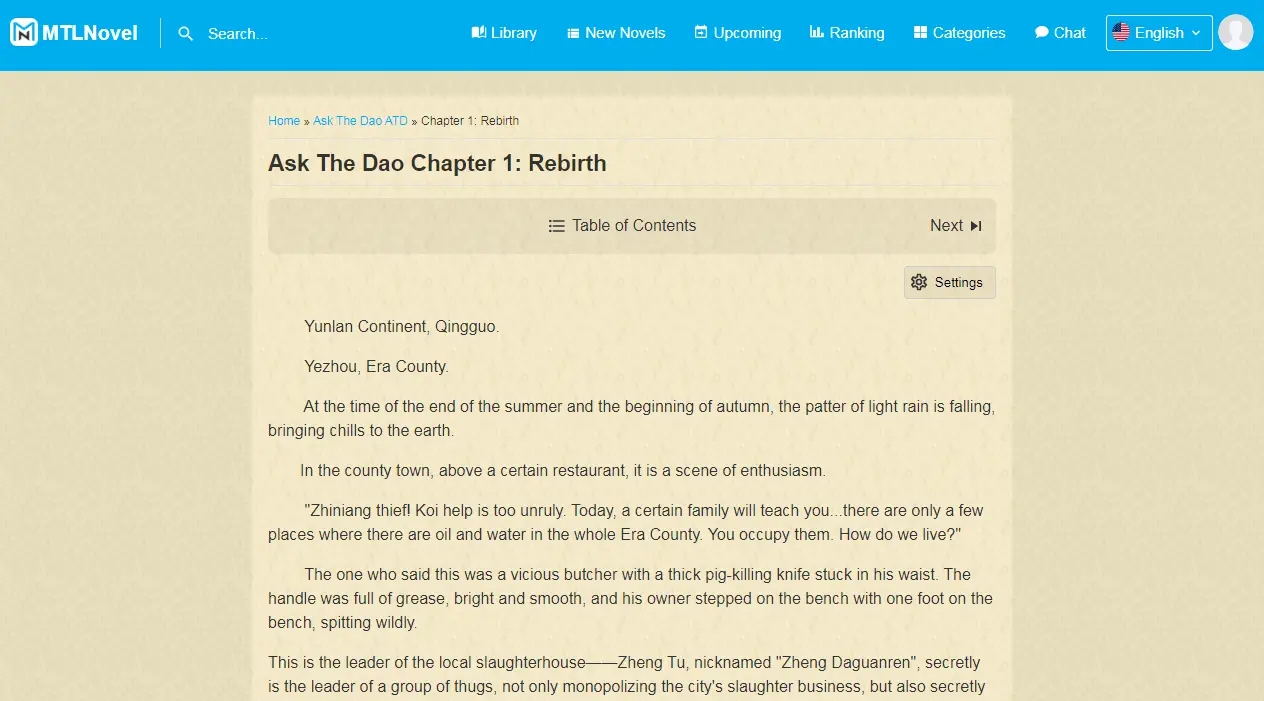 MTLNovel
Search...
Library
New Novels
Upcoming
Ranking
Categories
Chat
English
Home » Ask The Dao ATD » Chapter 1: Rebirth
Ask The Dao Chapter 1: Rebirth
Table of Contents
Next
Settings
Yunlan Continent, Qingguo.
Yezhou, Era County.
At the time of the end of the summer and the beginning of autumn, the patter of light rain is falling,
bringing chills to the earth.
In the county town, above a certain restaurant, it is a scene of enthusiasm.
"Zhiniang thief! Koi help is too unruly. Today, a certain family will teach you...there are only a few
places where there are oil and water in the whole Era County. You occupy them. How do we live?"
The one who said this was a vicious butcher with a thick pig-killing knife stuck in his waist. The
handle was full of grease, bright and smooth, and his owner stepped on the bench with one foot on the
bench, spitting wildly.
This is the leader of the local slaughterhouse——Zheng Tu, nicknamed "Zheng Daguanren", secretly
is the leader of a group of thugs, not only monopolizing the city's slaughter business, but also secretly